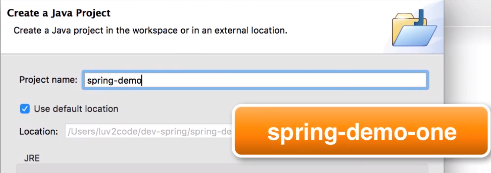 Create a Java Project
Create a Java project in the workspace or in an external location.
Project name: spring-demo
Use default location
Location: /Users/luv2code/dev-spring/spring-de
spring-demo-one
JRE